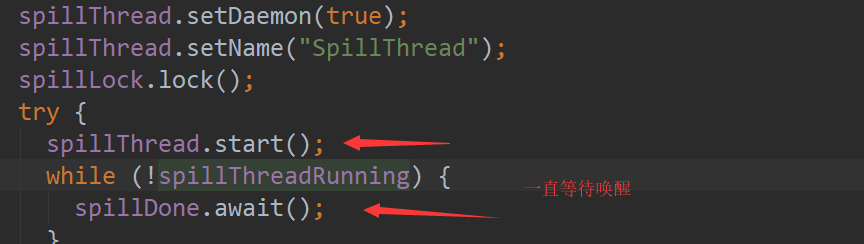 spillThread.setDaemon(true);
spillThread.setName("SpillThread");
spillLock.lock();
try {
spillThread.start();
while (!spillThreadRunning) {
一直等待唤醒
spillDone.await();
}